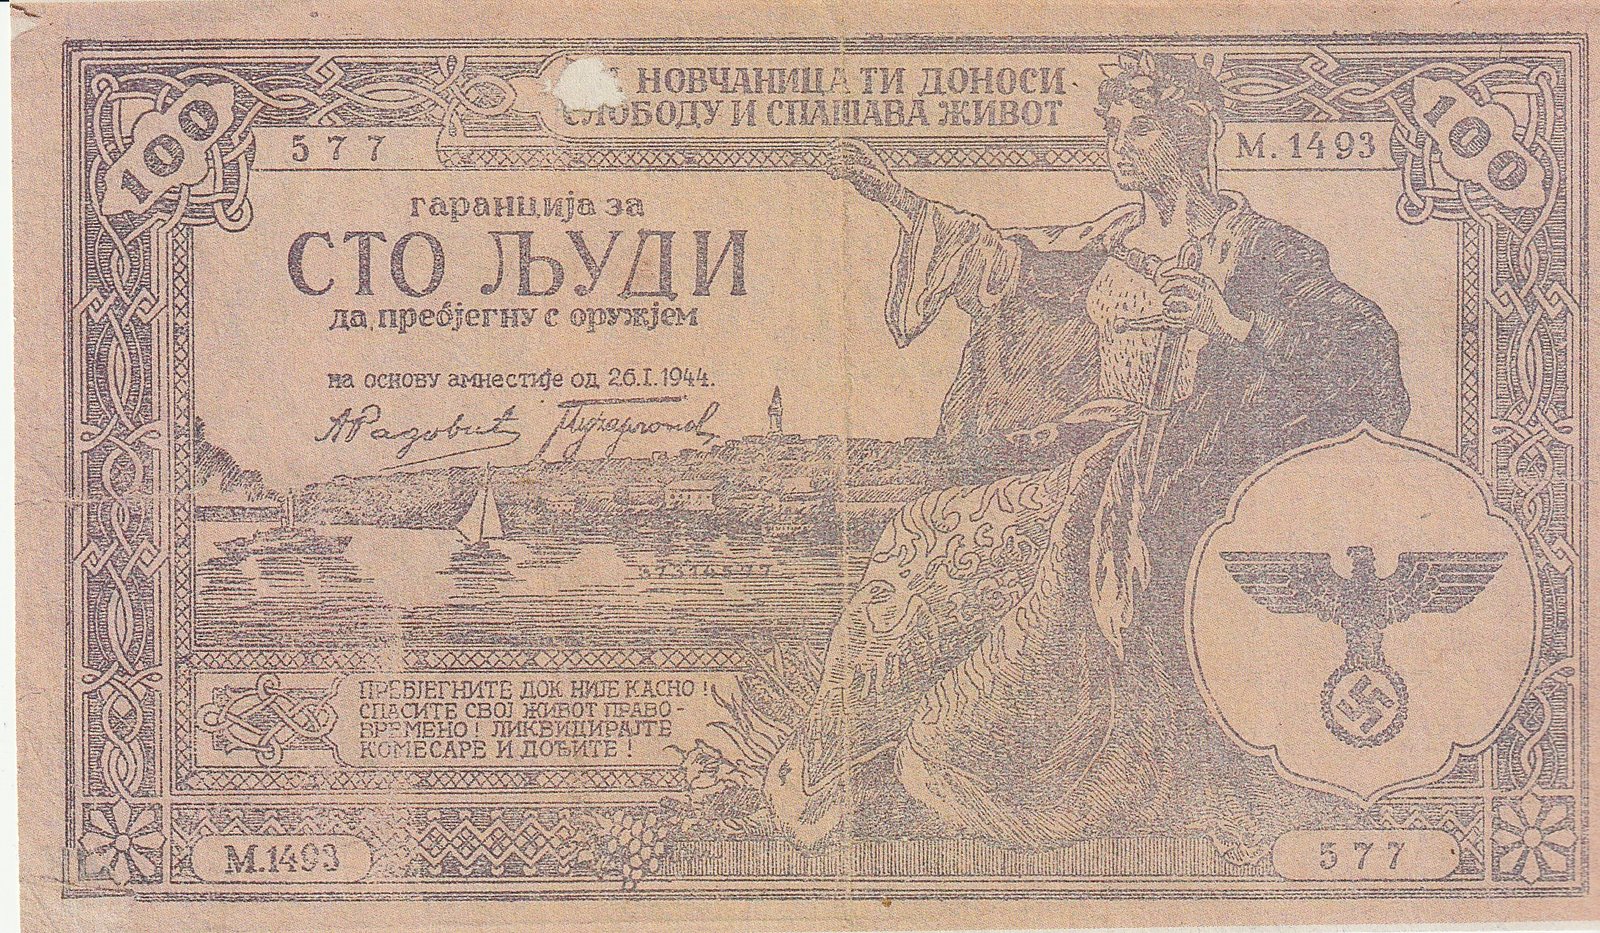 НОВЧАНИЦА ТИ ДОНОСИ
СЛОБОДУ И СПАШАВА ЖИВОТ
100
577
М. 1493
100
гаранција за
СТО ЉУДИ
да пребјегну с оружјем
на основу амнестије од 26.I.1944.
А Радовић
ПРЕБЈЕГНИТЕ ДОК НИЈЕ КАСНО!
СПАСИТЕ СВОЈ ЖИВОТ ПРАВО-
ВРЕМЕНО! ЛИКВИДИРАЈТЕ
КОМЕСАРЕ И ДОЂИТЕ!
М.1493
577